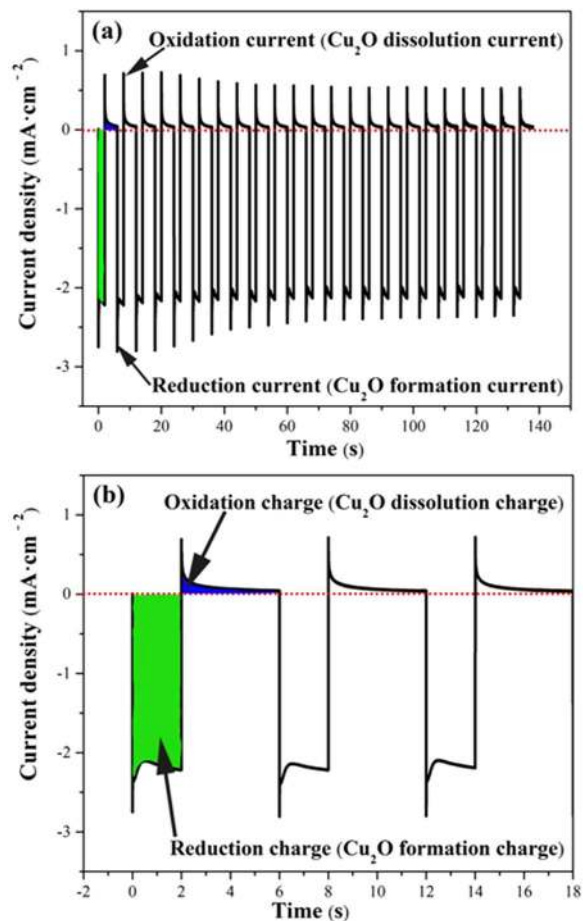 (a)
Oxidation current (Cu₂O dissolution current)
Current density (mA·cm⁻²)
1
0
-1
-2
-3
Reduction current (Cu₂O formation current)
0 20 40 60 80 100 120 140
Time (s)
(b)
Oxidation charge (Cu₂O dissolution charge)
Current density (mA·cm⁻²)
1
0
-1
-2
-3
Reduction charge (Cu₂O formation charge)
-2 0 2 4 6 8 10 12 14 16 18
Time (s)